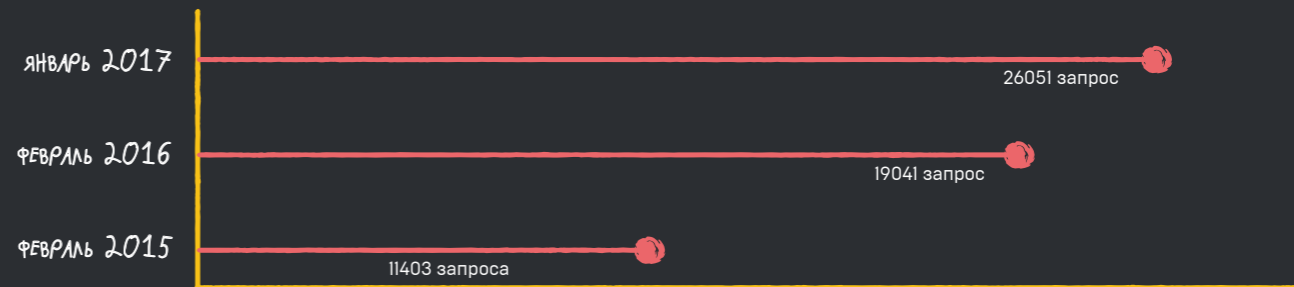 ЯНВАРЬ 2017
26051 запрос
ФЕВРАЛЬ 2016
19041 запрос
ФЕВРАЛЬ 2015
11403 запроса